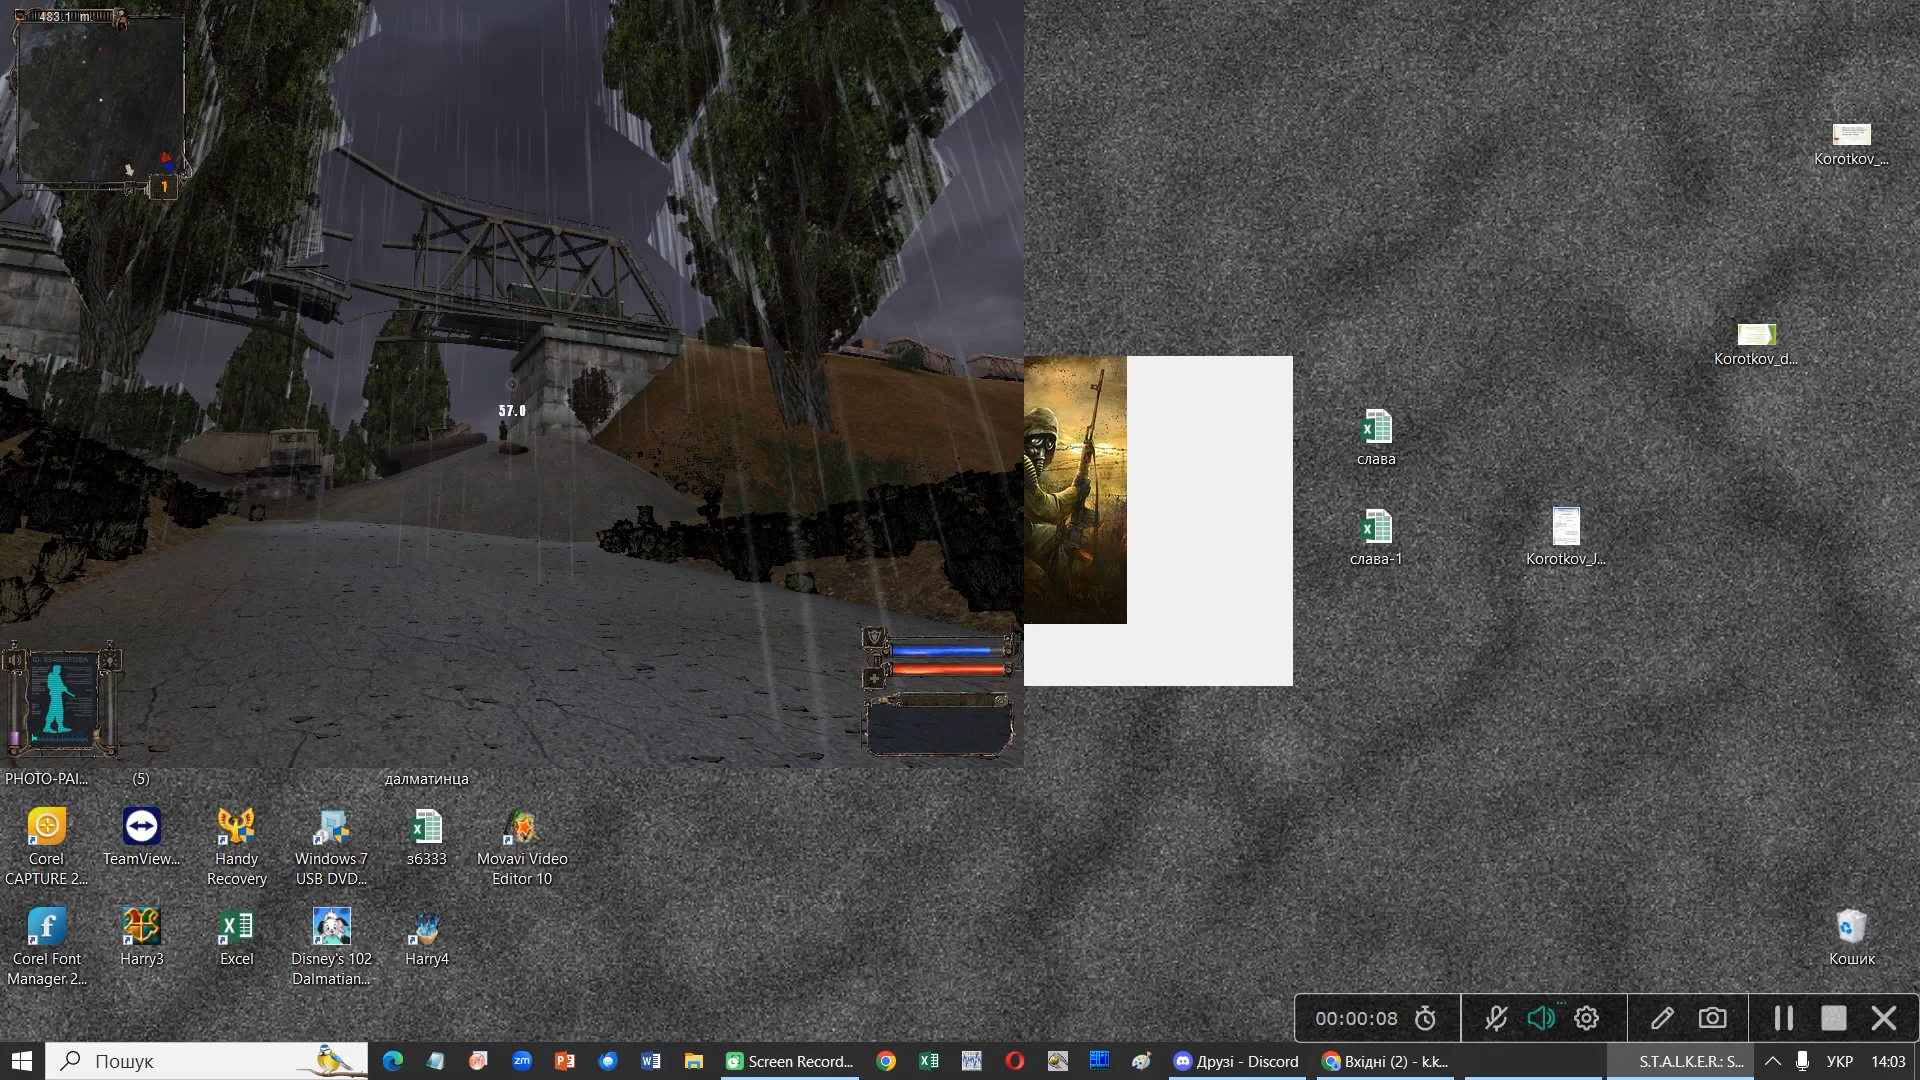 483.1 m.
1
57.0
Korotkov_...
Korotkov_d...
слава
слава-1
Korotkov_J...
PHOTO-PAI...
(5)
далматинца
Corel
CAPTURE 2...
TeamView...
Handy
Recovery
Windows 7
USB DVD...
з6333
Movavi Video
Editor 10
Corel Font
Manager 2...
Harry3
Excel
Disney's 102
Dalmatian...
Harry4
Кошик
00:00:08
Пошук
Screen Record...
Друзі - Discord
Вхідні (2) - k.k...
S.T.A.L.K.E.R.: S...
УКР
14:03